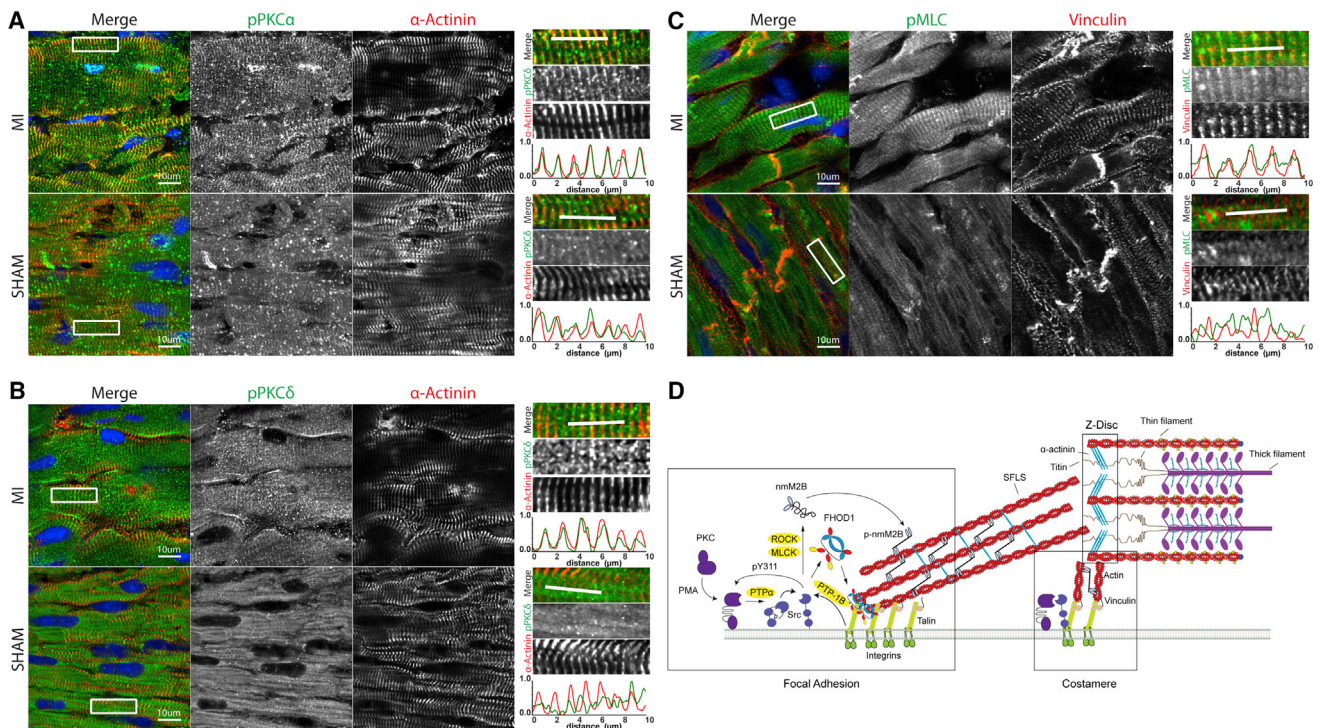 A
Merge pPKCα α-Actinin
MI
10um
Merge
pPKCδ
α-Actinin
1.0
0.0
0 2 4 6 8 10
distance (μm)
SHAM
10um
Merge
pPKCδ
α-Actinin
1.0
0.0
0 2 4 6 8 10
distance (μm)
B
Merge pPKCδ α-Actinin
MI
10um
Merge
pPKCδ
α-Actinin
1.0
0.0
0 2 4 6 8 10
distance (μm)
SHAM
10um
Merge
pPKCδ
α-Actinin
1.0
0.0
0 2 4 6 8 10
distance (μm)
C
Merge pMLC Vinculin
MI
10um
Merge
pMLC
Vinculin
1.0
0.0
0 2 4 6 8 10
distance (μm)
SHAM
10um
Merge
pMLC
Vinculin
1.0
0.0
0 2 4 6 8 10
distance (μm)
D
Z-Disc
Thin filament
α-actinin
Titin
Thick filament
SFLS
nmM2B
FHOD1
p-nmM2B
ROCK
MLCK
PKC
pY311
PMA
PTPα
Src
PTP-1B
Talin
Integrins
Actin
Vinculin
Focal Adhesion
Costamere